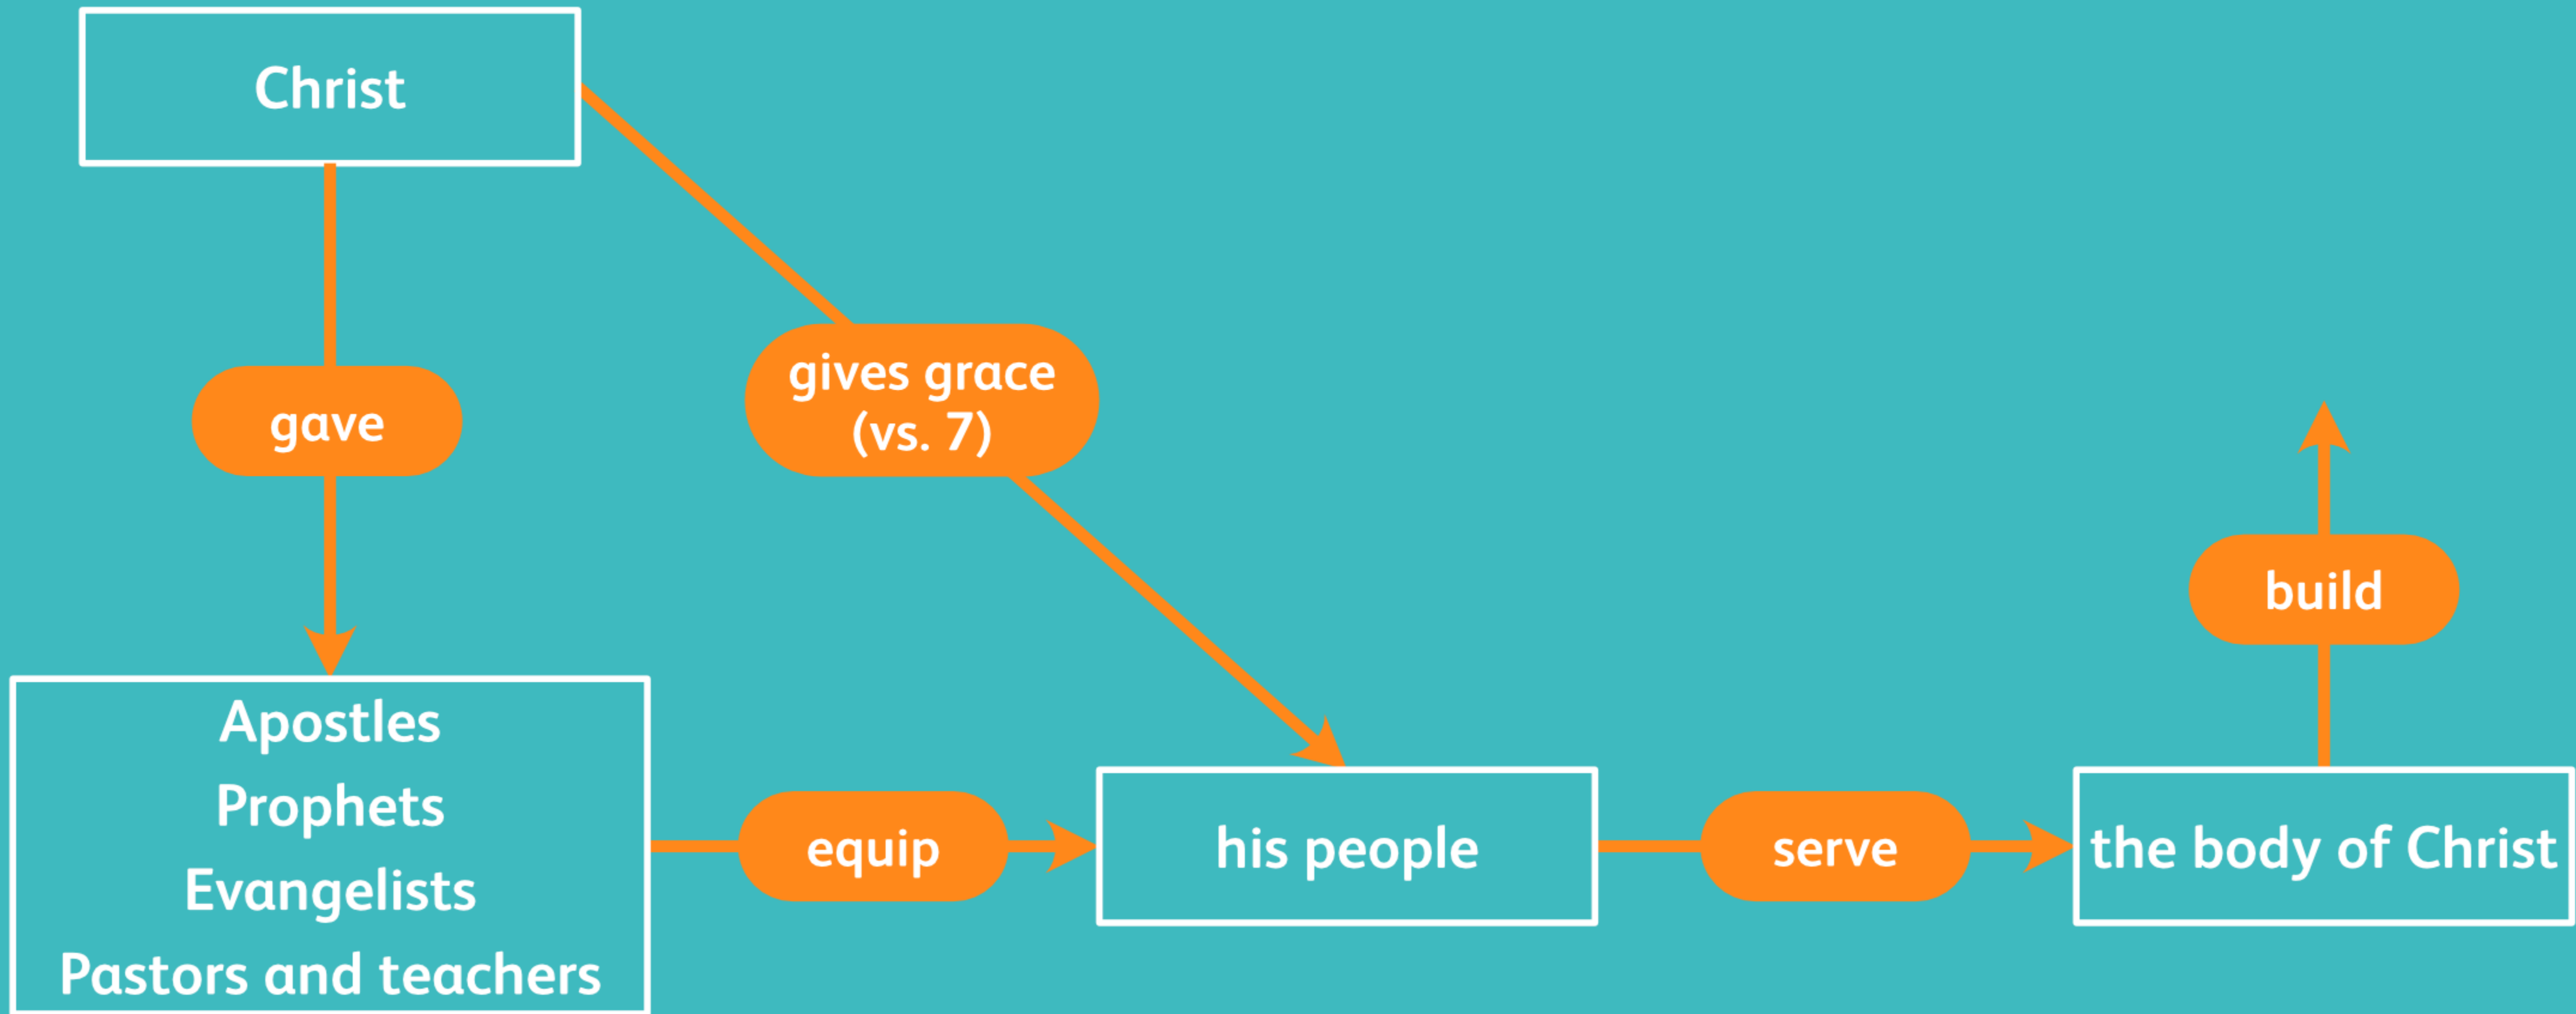 Christ
gave
gives grace
(vs. 7)
Apostles
Prophets
Evangelists
Pastors and teachers
equip
his people
serve
the body of Christ
build